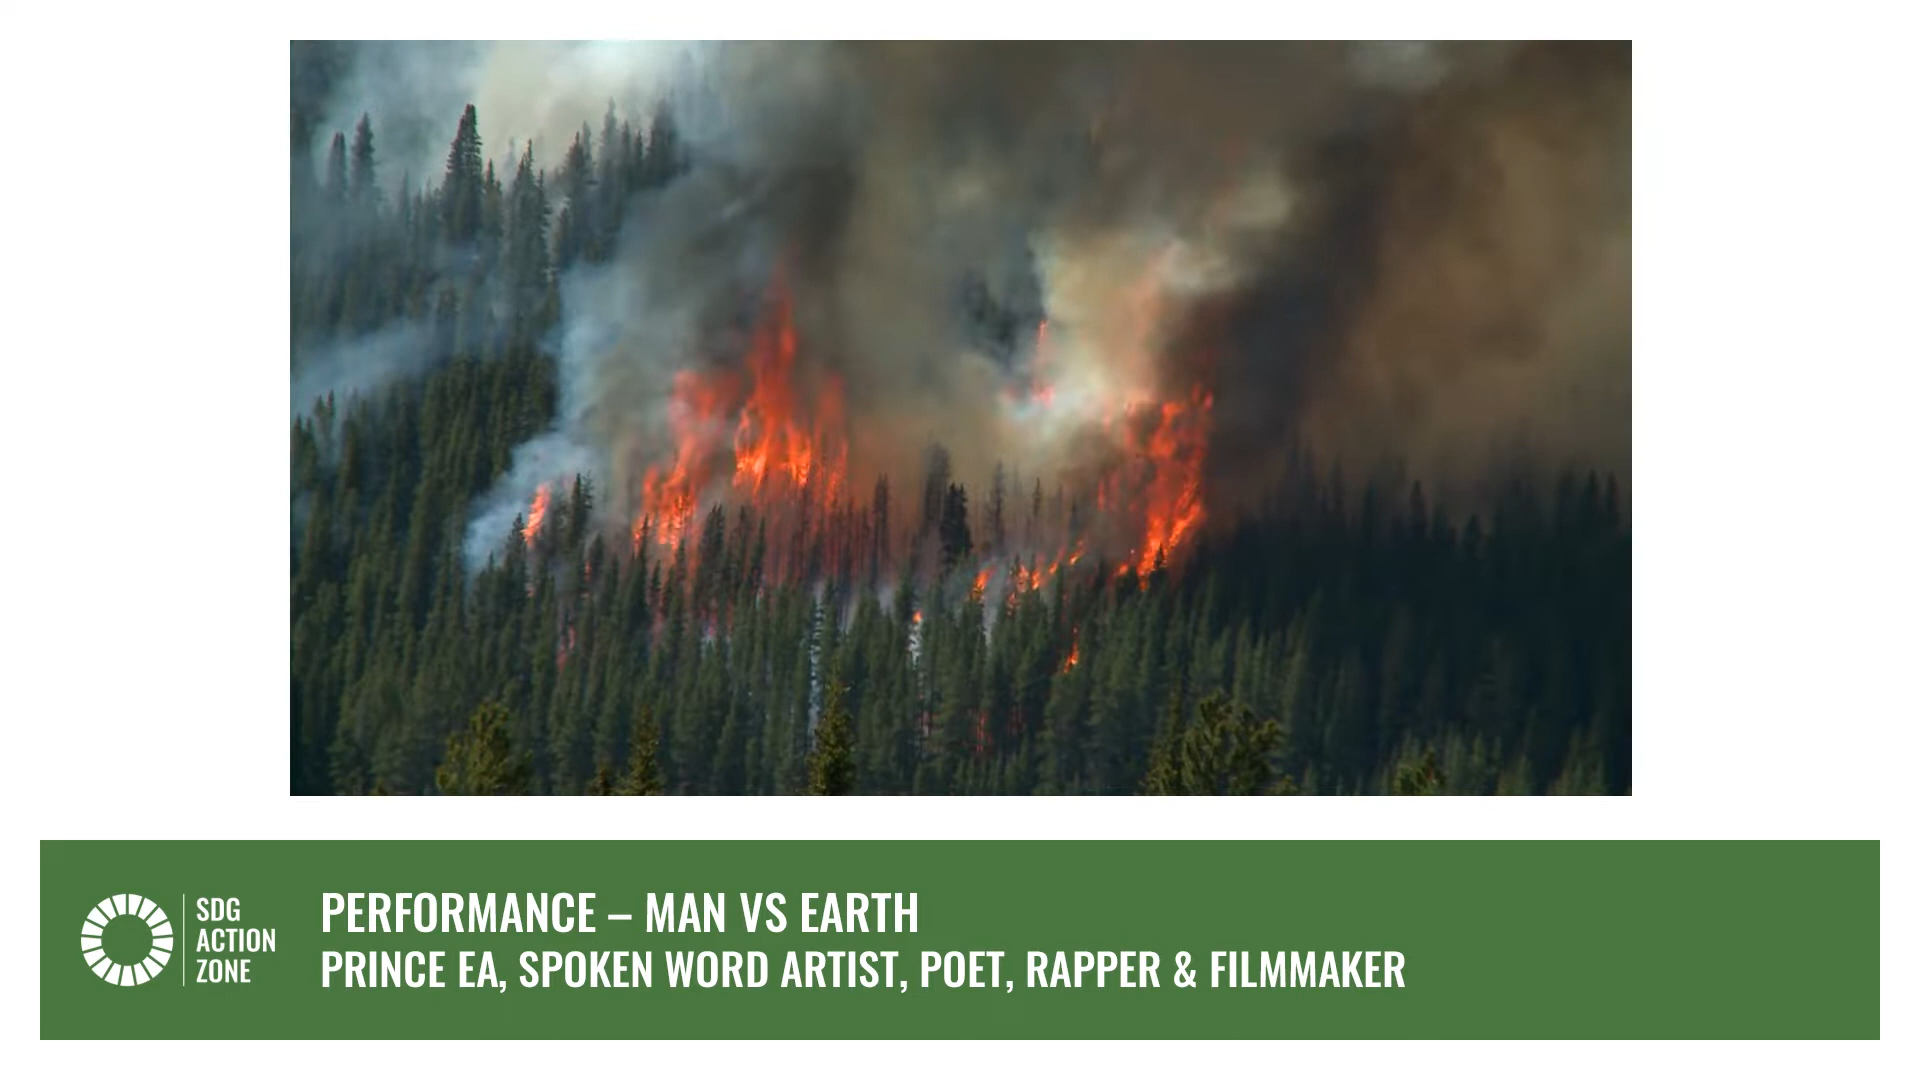 SDG
ACTION
ZONE
PERFORMANCE – MAN VS EARTH
PRINCE EA, SPOKEN WORD ARTIST, POET, RAPPER & FILMMAKER